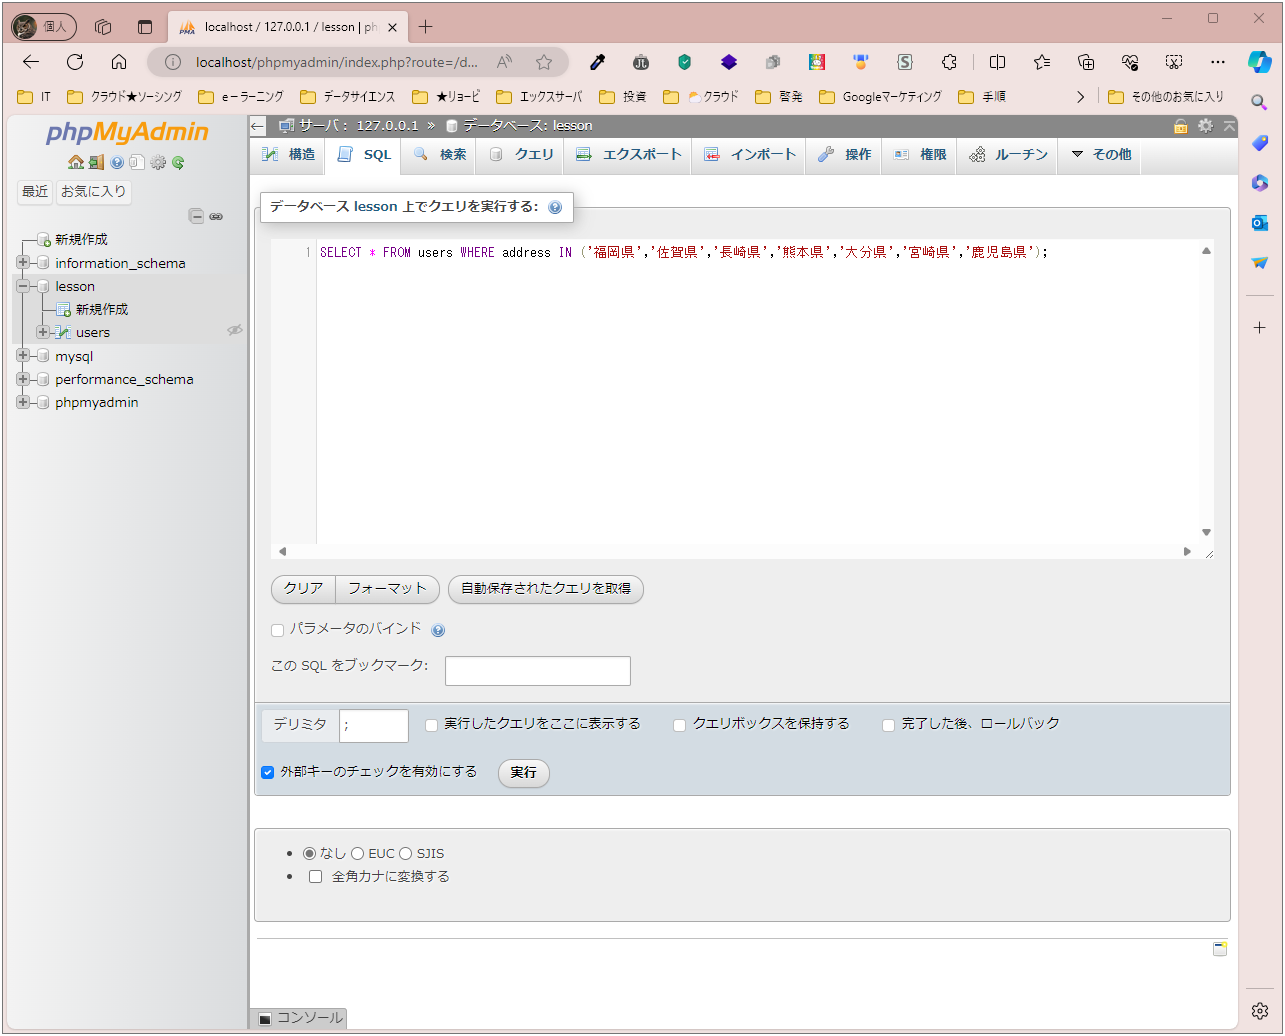 個人
localhost / 127.0.0.1 / lesson | ph
localhost/phpmyadmin/index.php?route=/d...
IT
クラウド★ソーシング
e－ラーニング
データサイエンス
★リョービ
エックスサーバ
投資
クラウド
啓発
Googleマーケティング
手順
その他のお気に入り
phpMyAdmin
最近
お気に入り
新規作成
information_schema
lesson
新規作成
users
mysql
performance_schema
phpmyadmin
サーバ： 127.0.0.1 » データベース: lesson
構造
SQL
検索
クエリ
エクスポート
インポート
操作
権限
ルーチン
その他
データベース lesson 上でクエリを実行する:
1 SELECT * FROM users WHERE address IN ('福岡県','佐賀県','長崎県','熊本県','大分県','宮崎県','鹿児島県');
クリア
フォーマット
自動保存されたクエリを取得
パラメータのバインド
この SQL をブックマーク:
デリミタ
;
実行したクエリをここに表示する
クエリボックスを保持する
完了した後、ロールバック
外部キーのチェックを有効にする
実行
なし
EUC
SJIS
全角カナに変換する
コンソール